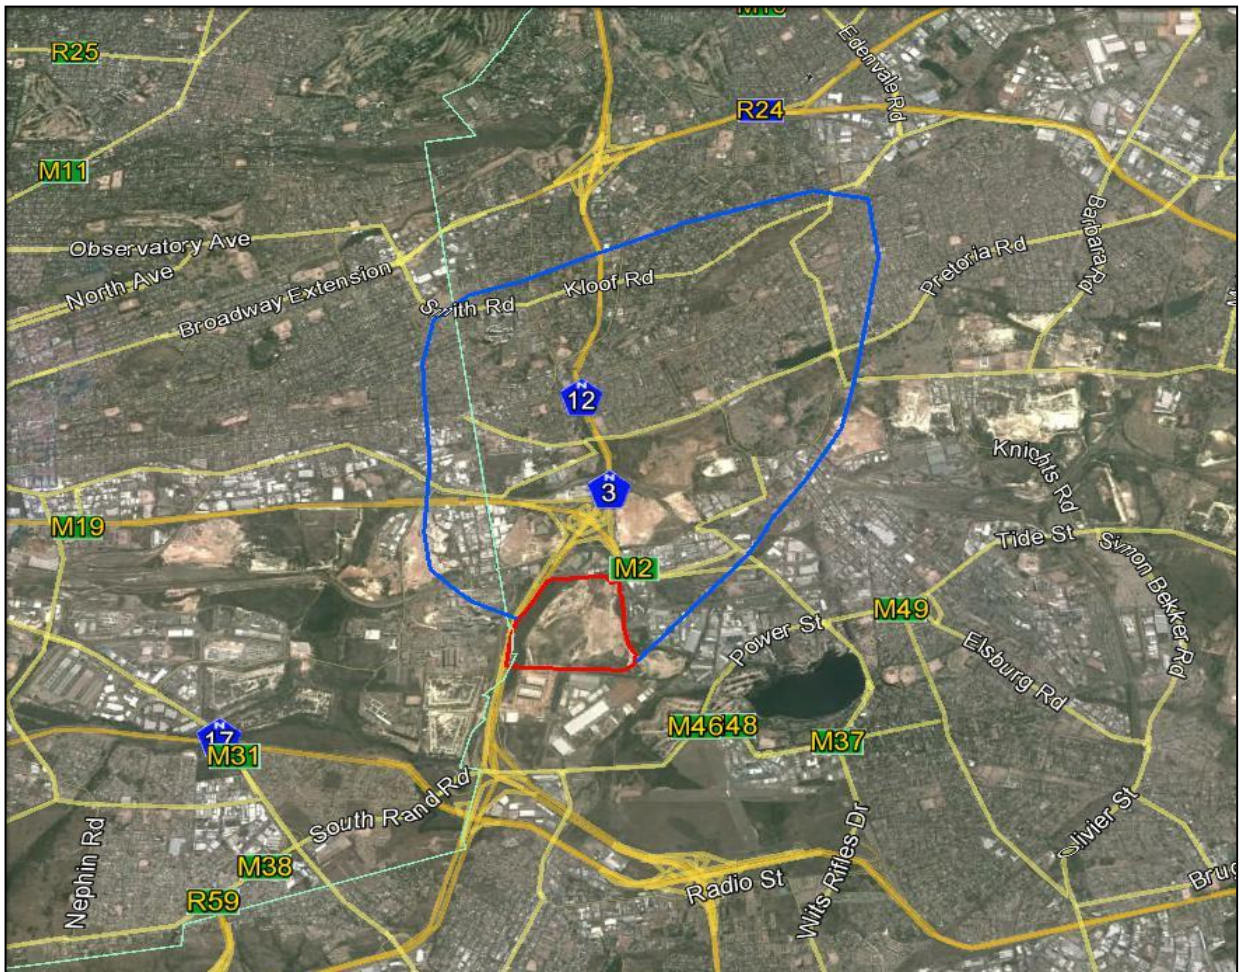 R25
Edenvale Rd
R24
M11
Barbara Rd
Observatory Ave
North Ave
Pretoria Rd
Broadway Extension
Kloof Rd
Smith Rd
N
12
Knights Rd
N
3
M19
Tide St
Simon Bekker Rd
M2
M49
Power St
Elsburg Rd
M46
48
N
17
M31
M37
South Rand Rd
Olivier St
Nephin Rd
Wits Rifles Dr
M38
Radio St
R59